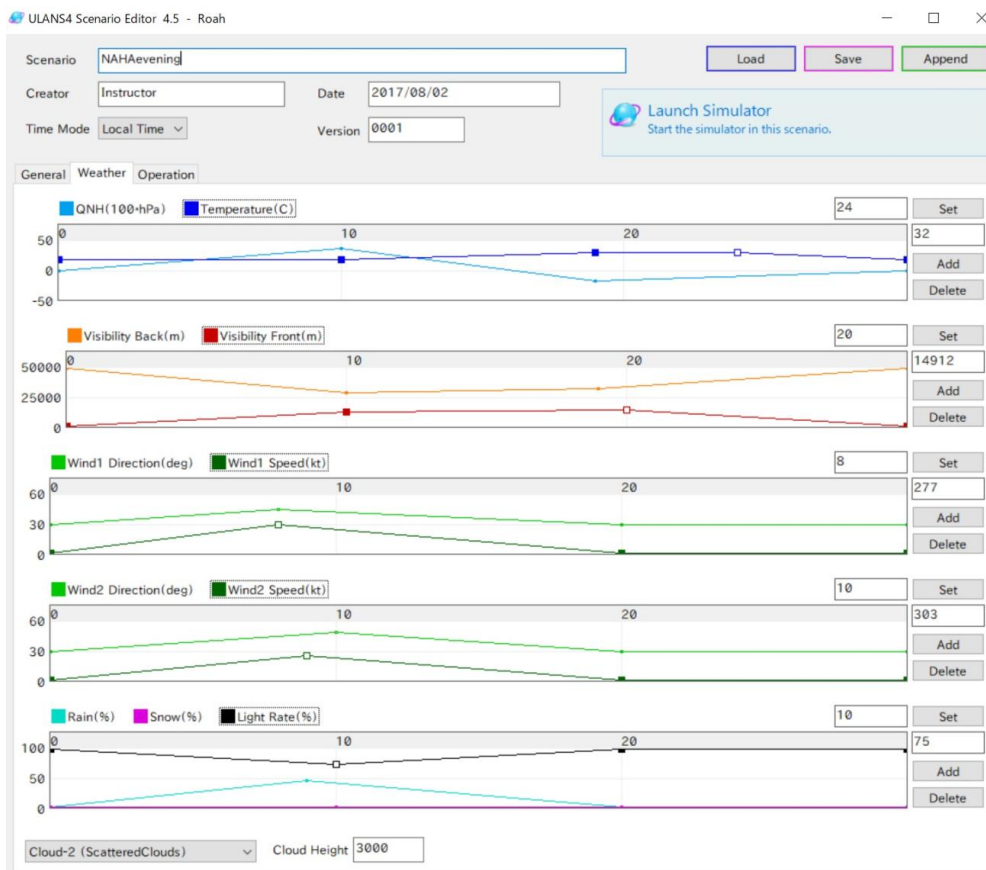 ULANS4 Scenario Editor 4.5 - Roah
Scenario NAHAevening Load Save Append
Creator Instructor Date 2017/08/02
Launch Simulator
Start the simulator in this scenario.
Time Mode Local Time Version 0001
General Weather Operation
QNH(100•hPa) Temperature(C) 24 Set
0 10 20 32
50
0 Add
-50 Delete
Visibility Back(m) Visibility Front(m) 20 Set
0 10 20 14912
50000
25000 Add
0 Delete
Wind1 Direction(deg) Wind1 Speed(kt) 8 Set
0 10 20 277
60
30 Add
0 Delete
Wind2 Direction(deg) Wind2 Speed(kt) 10 Set
0 10 20 303
60
30 Add
0 Delete
Rain(%) Snow(%) Light Rate(%) 10 Set
0 10 20 75
100
50 Add
0 Delete
Cloud-2 (ScatteredClouds) Cloud Height 3000